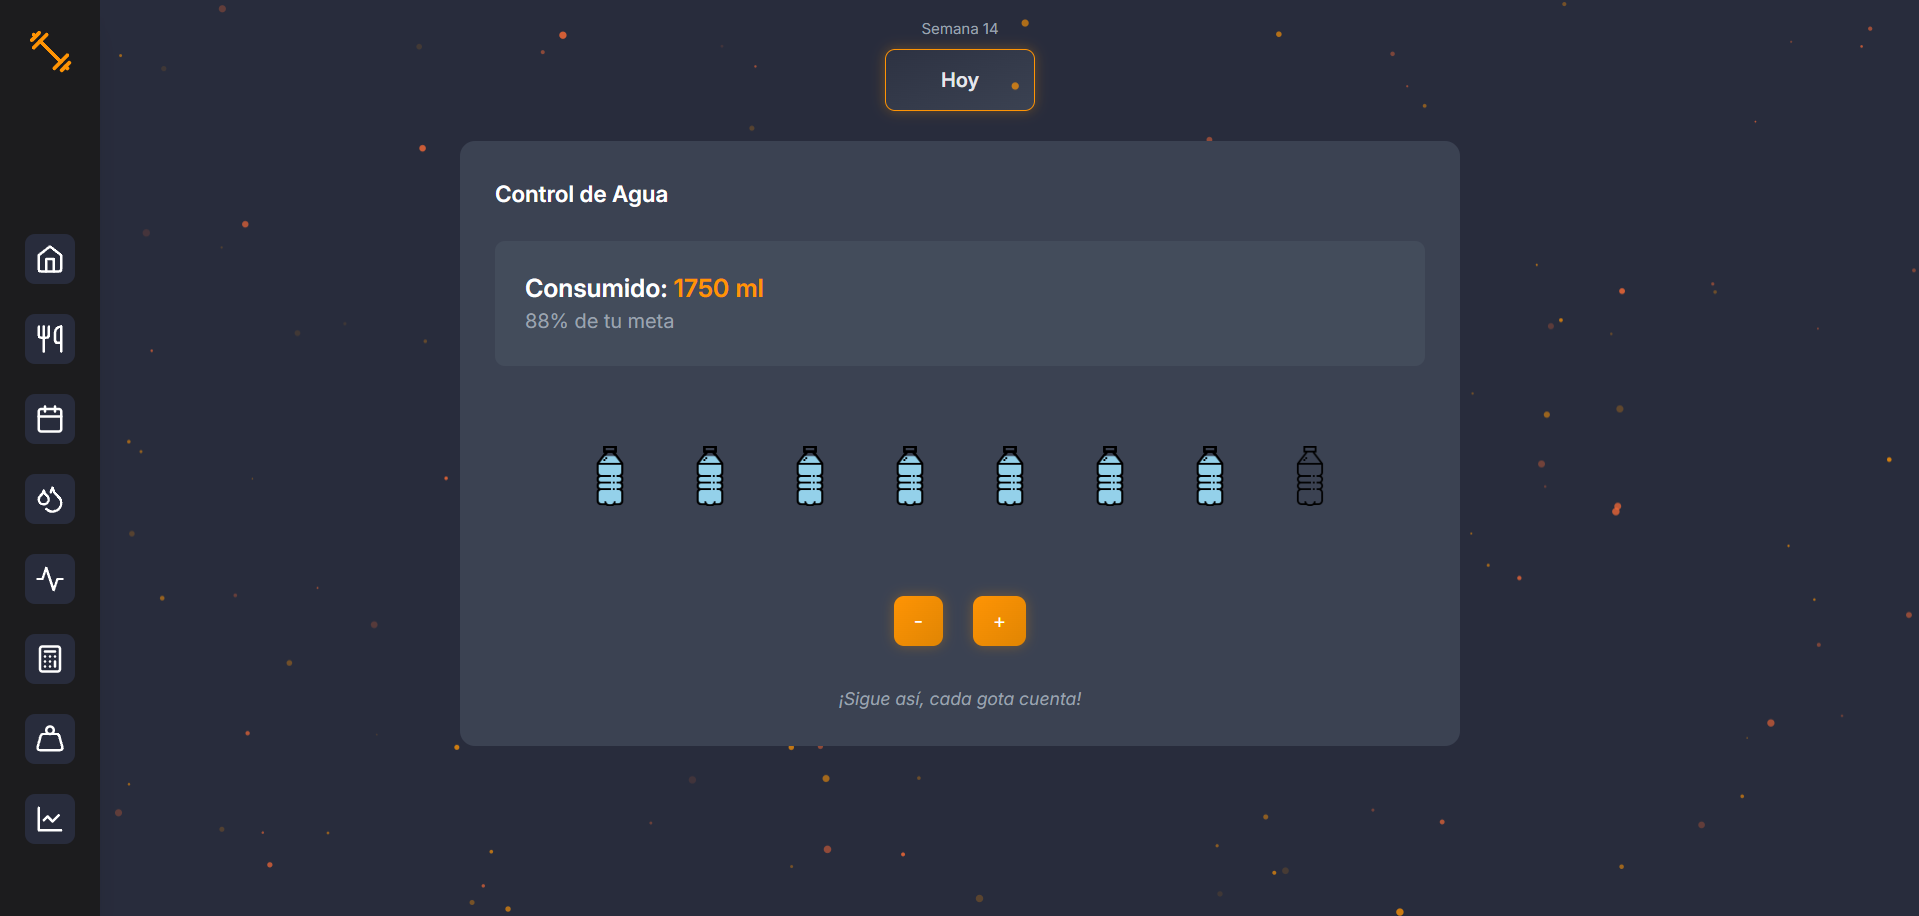 Semana 14
Hoy
Control de Agua
Consumido: 1750 ml
88% de tu meta
- +
¡Sigue así, cada gota cuenta!